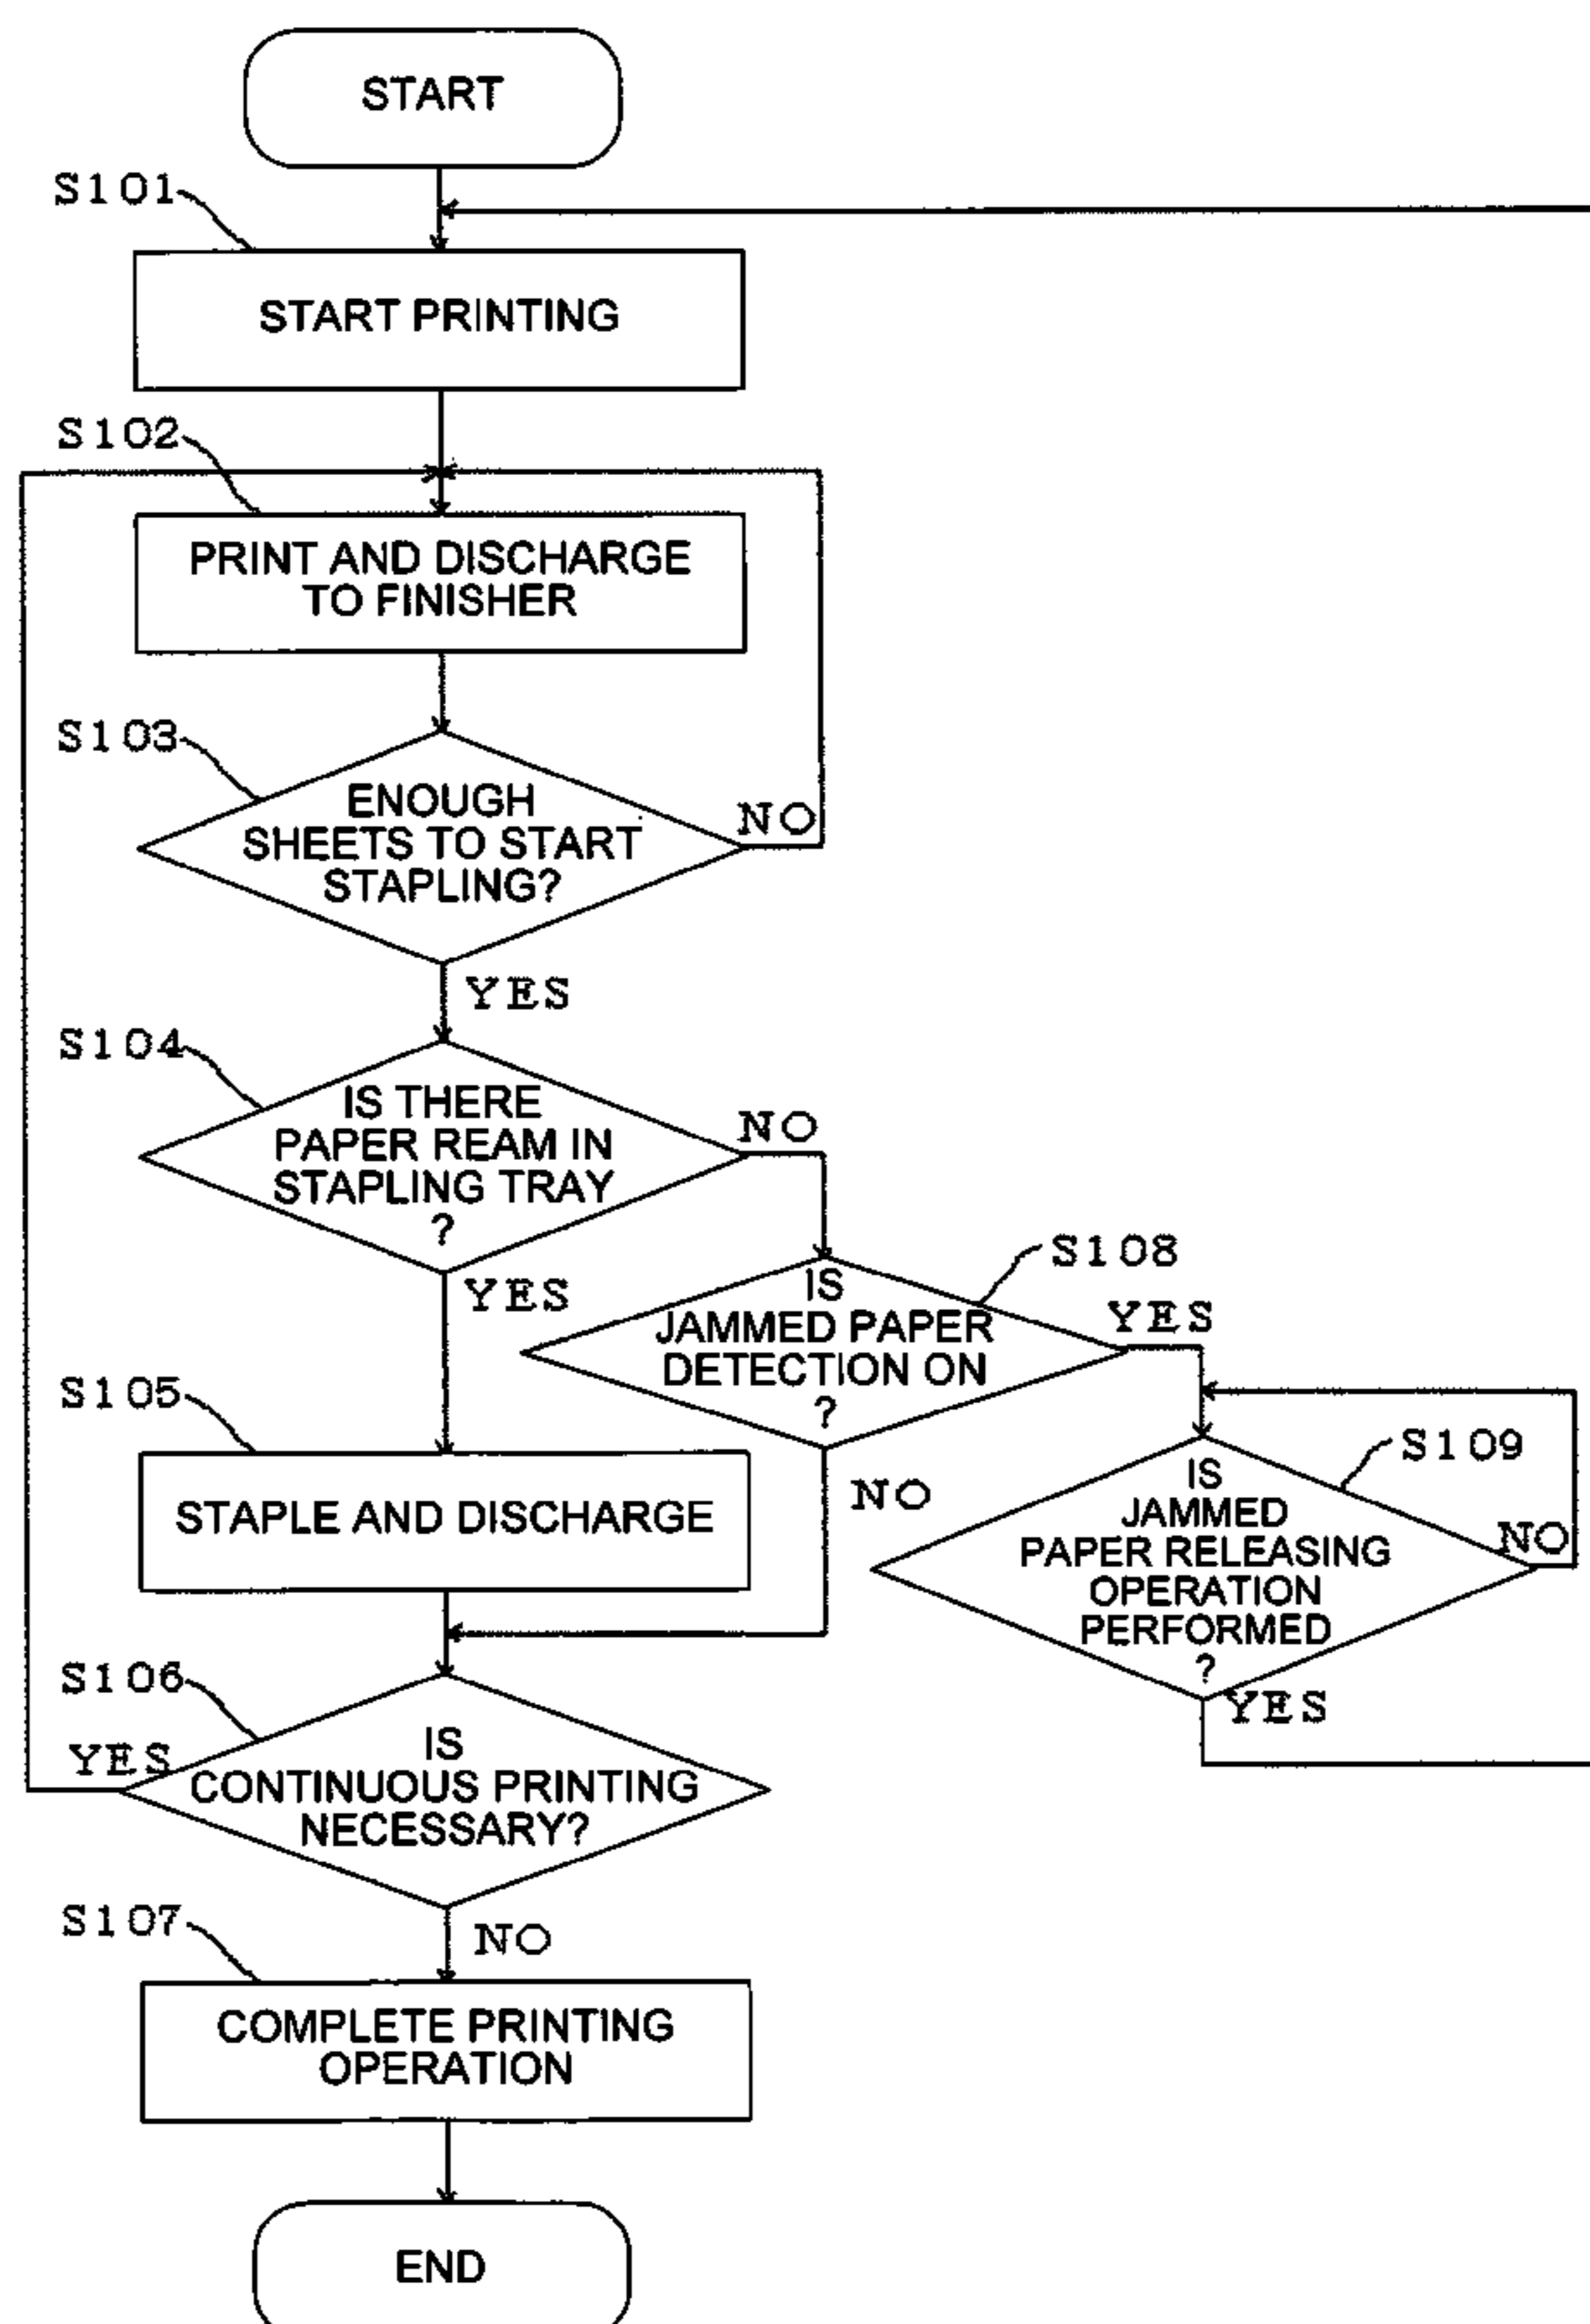 START
S101
START PRINTING
S102
PRINT AND DISCHARGE
TO FINISHER
S103
ENOUGH
SHEETS TO START
STAPLING?
NO
YES
S104
IS THERE
PAPER REAM IN
STAPLING TRAY
?
NO
YES
S108
IS
JAMMED PAPER
DETECTION ON
?
YES
NO
S105
STAPLE AND DISCHARGE
S109
IS
JAMMED
PAPER RELEASING
OPERATION
PERFORMED
?
NO
YES
S106
IS
CONTINUOUS PRINTING
NECESSARY?
YES
NO
S107
COMPLETE PRINTING
OPERATION
END